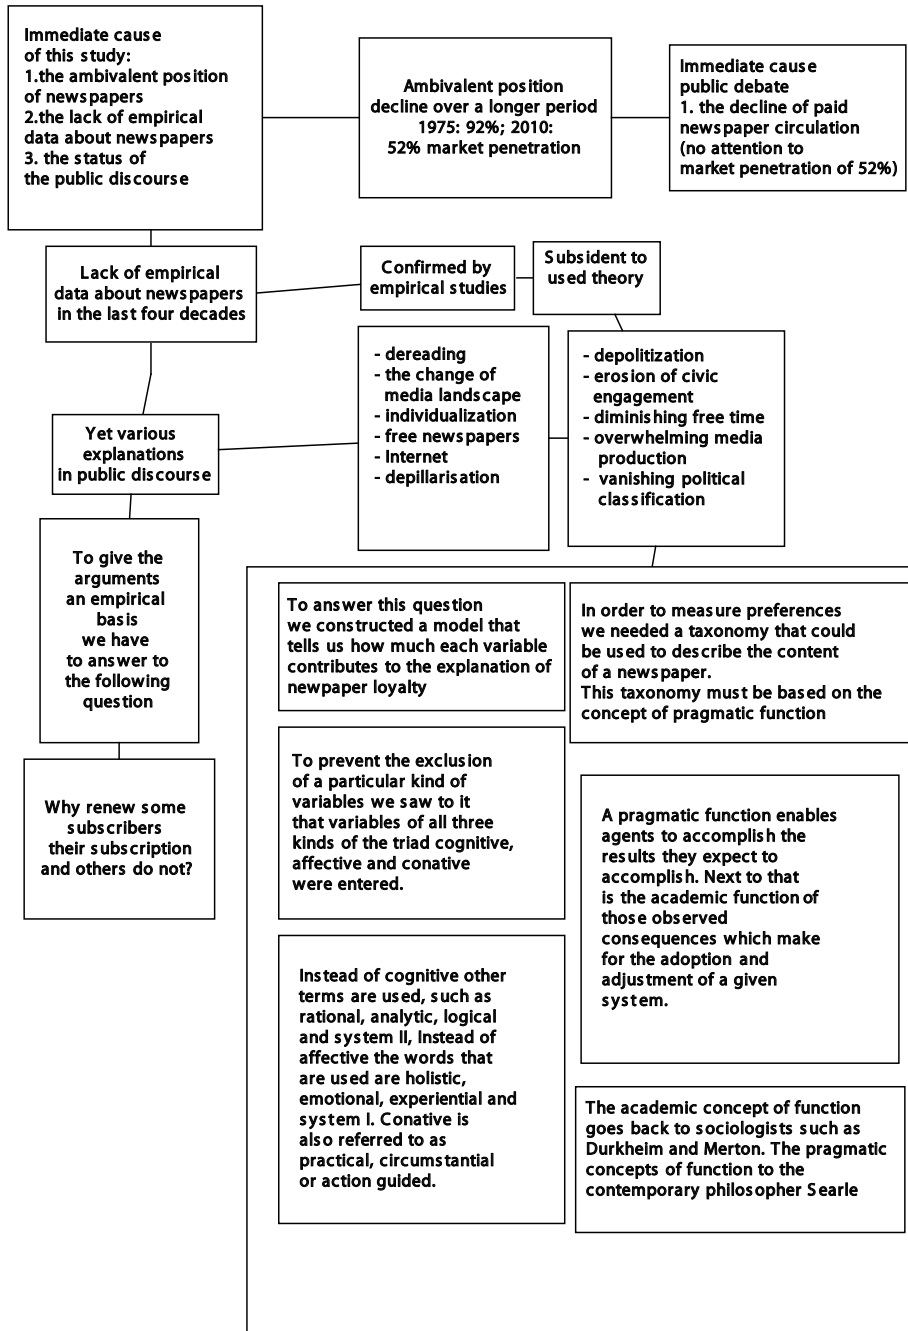 Immediate cause
of this study:
1.the ambivalent position
of newspapers
2.the lack of empirical
data about newspapers
3. the status of
the public discourse
Ambivalent position
decline over a longer period
1975: 92%; 2010:
52% market penetration
Immediate cause
public debate
1. the decline of paid
newspaper circulation
(no attention to
market penetration of 52%)
Lack of empirical
data about newspapers
in the last four decades
Confirmed by
empirical studies
Subsident to
used theory
- dereading
- the change of
media landscape
- individualization
- free newspapers
- Internet
- depillarisation
- depolitization
- erosion of civic
engagement
- diminishing free time
- overwhelming media
production
- vanishing political
classification
Yet various
explanations
in public discourse
To give the
arguments
an empirical
basis
we have
to answer to
the following
question
Why renew some
subscribers
their subscription
and others do not?
To answer this question
we constructed a model that
tells us how much each variable
contributes to the explanation of
newpaper loyalty
In order to measure preferences
we needed a taxonomy that could
be used to describe the content
of a newspaper.
This taxonomy must be based on the
concept of pragmatic function
To prevent the exclusion
of a particular kind of
variables we saw to it
that variables of all three
kinds of the triad cognitive,
affective and conative
were entered.
A pragmatic function enables
agents to accomplish the
results they expect to
accomplish. Next to that
is the academic function of
those observed
consequences which make
for the adoption and
adjustment of a given
system.
Instead of cognitive other
terms are used, such as
rational, analytic, logical
and system II, Instead of
affective the words that
are used are holistic,
emotional, experiential and
system I. Conative is
also referred to as
practical, circumstantial
or action guided.
The academic concept of function
goes back to sociologists such as
Durkheim and Merton. The pragmatic
concepts of function to the
contemporary philosopher Searle